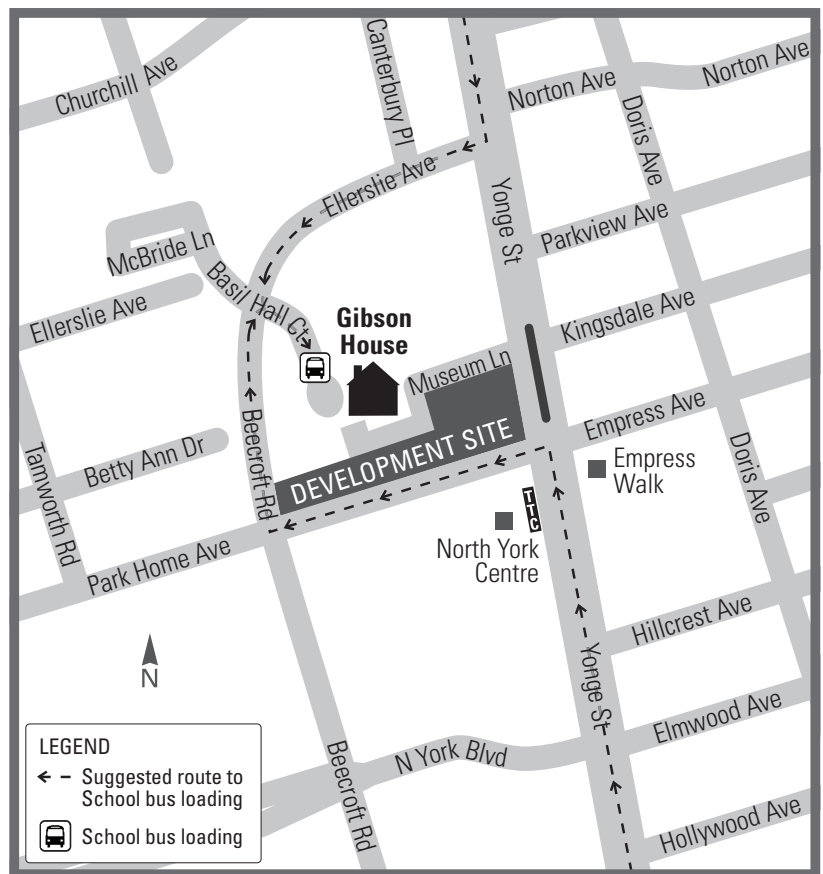 Churchill Ave
Canterbury Pl
Norton Ave
Norton Ave
Doris Ave
Ellerslie Ave
Yonge St
Parkview Ave
McBride Ln
Basil Hall Ct
Ellerslie Ave
Gibson
House
Kingsdale Ave
Museum Ln
Empress Ave
Beecroft Rd
DEVELOPMENT SITE
Betty Ann Dr
Tamworth Rd
Empress
Walk
Doris Ave
TTC
North York
Centre
Park Home Ave
Hillcrest Ave
N
Yonge St
Elmwood Ave
N York Blvd
Beecroft Rd
Hollywood Ave
LEGEND
Suggested route to
School bus loading
School bus loading